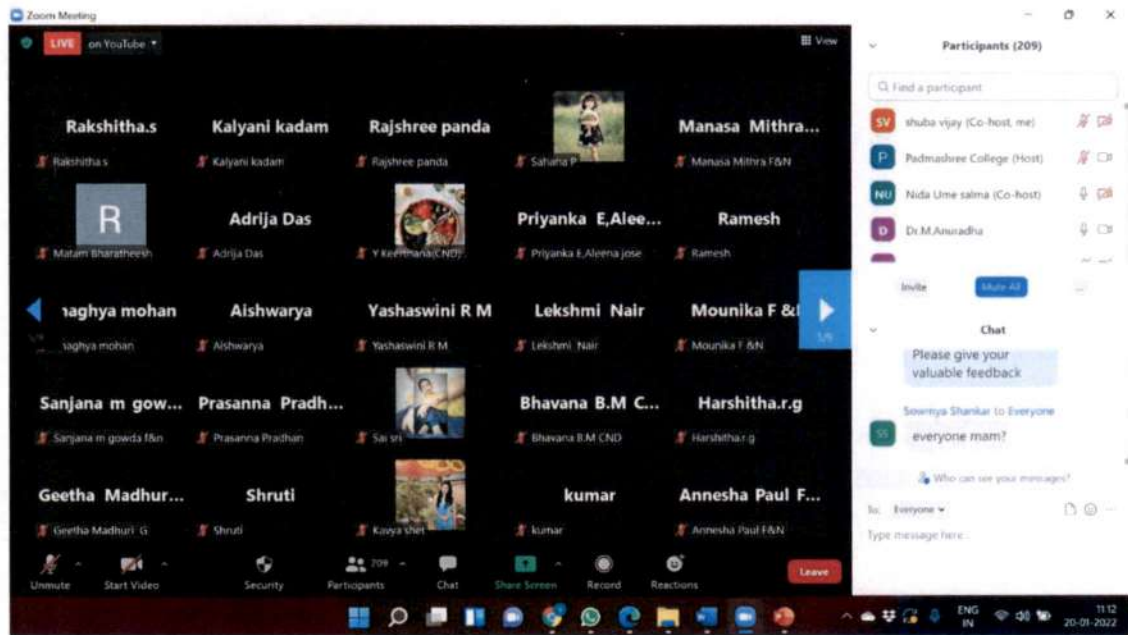 Zoom Meeting
LIVE on YouTube
View
Rakshitha.s Kalyani kadam Rajshree panda Manasa Mithra...
Rakshitha.s Kalyani kadam Rajshree panda Sahana P Manasa Mithra F&N
R Adrija Das Priyanka E,Alee... Ramesh
Matam Bharatheesh Adrija Das Y Keerthana(CND)... Priyanka E,Aleena jose Ramesh
naghya mohan Aishwarya Yashaswini R M Lekshmi Nair Mounika F &
naghya mohan Aishwarya Yashaswini R M Lekshmi Nair Mounika F &N
Sanjana m gow... Prasanna Pradh... Bhavana B.M C... Harshitha.r.g
Sanjana m gowda f&n Prasanna Pradhan Sai sri Bhavana B.M CND Harshitha.r.g
Geetha Madhur... Shruti kumar Annesha Paul F...
Geetha Madhuri G Shruti Kavya shet kumar Annesha Paul F&N
Unmute Start Video Security Participants 209 Chat Share Screen Record Reactions Leave
Participants (209)
Find a participant
SV shuba vijay (Co-host, me)
P Padmashree College (Host)
NU Nida Ume salma (Co-host)
D Dr.M.Anuradha
Invite Mute All ...
Chat
Please give your
valuable feedback
Sowmya Shankar to Everyone
SS everyone mam?
Who can see your messages?
To: Everyone
Type message here...
ENG
IN
11:12
20-01-2022